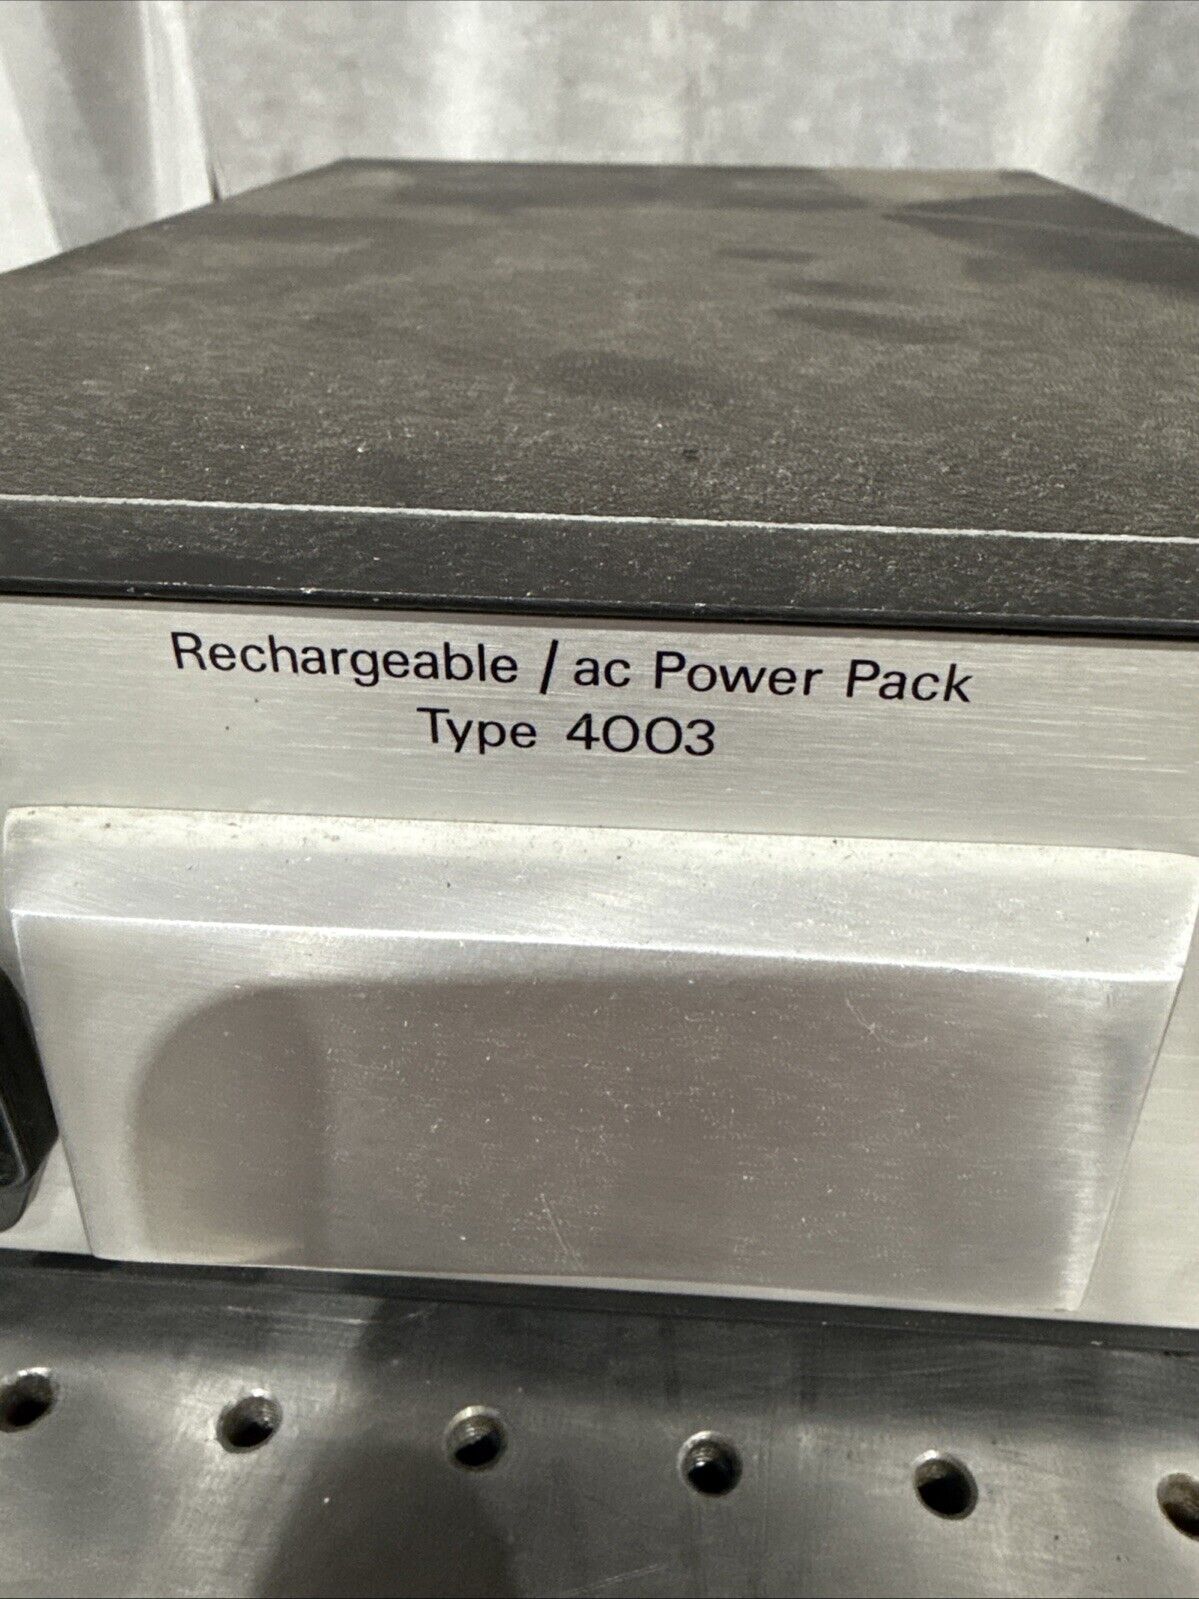 Rechargeable / ac Power Pack
Type 4003